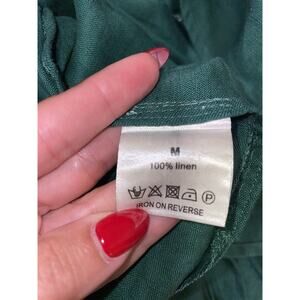 M
100% linen
P
IRON ON REVERSE